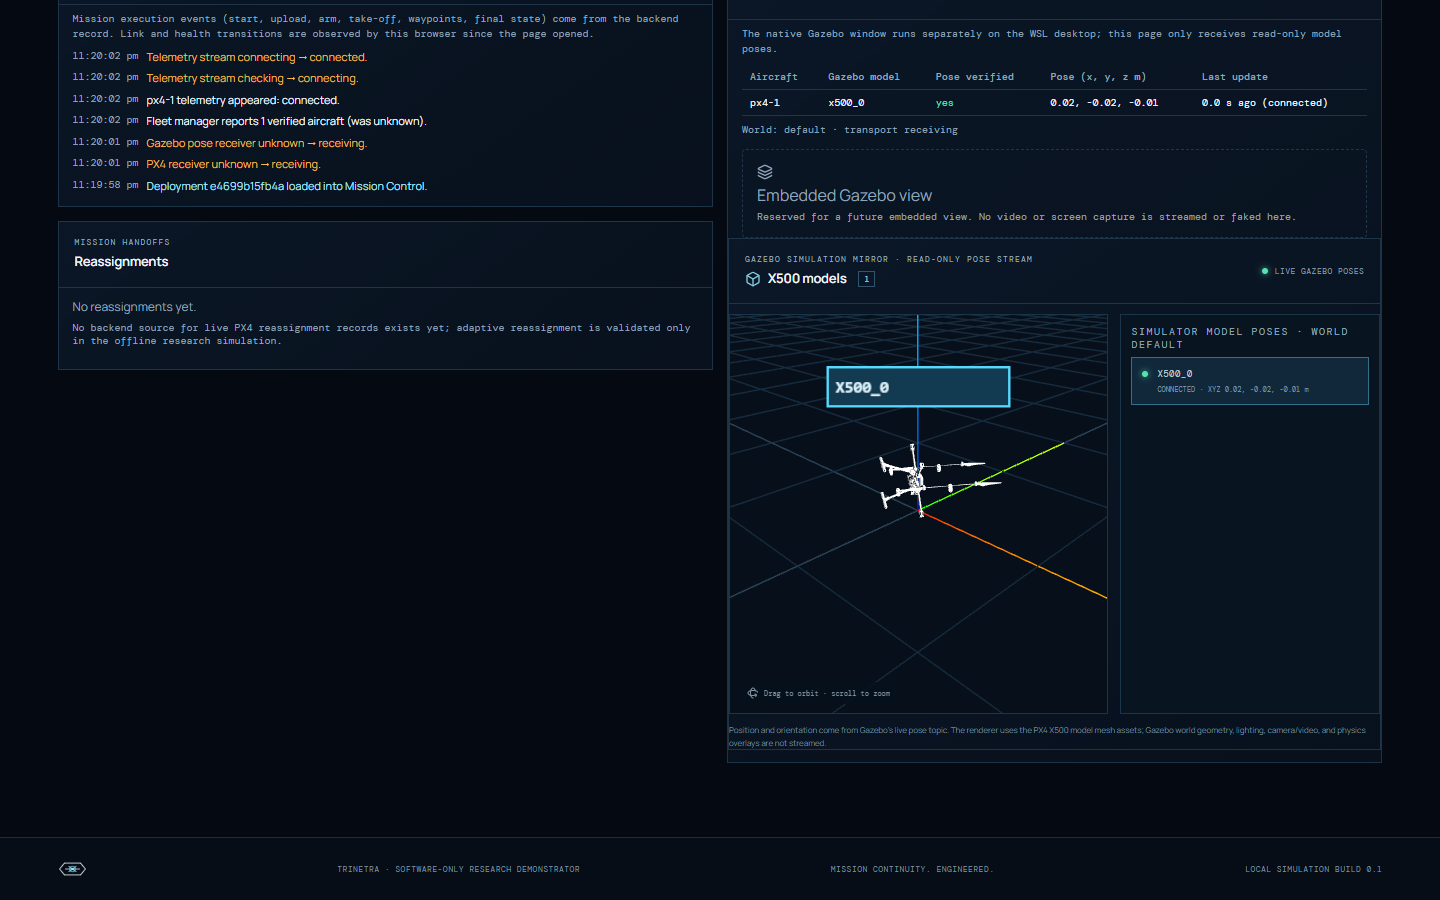 Mission execution events (start, upload, arm, take-off, waypoints, final state) come from the backend
record. Link and health transitions are observed by this browser since the page opened.
11:20:02 pm Telemetry stream connecting → connected.
11:20:02 pm Telemetry stream checking → connecting.
11:20:02 pm px4-1 telemetry appeared: connected.
11:20:02 pm Fleet manager reports 1 verified aircraft (was unknown).
11:20:01 pm Gazebo pose receiver unknown → receiving.
11:20:01 pm PX4 receiver unknown → receiving.
11:19:58 pm Deployment e4699b15fb4a loaded into Mission Control.
MISSION HANDOFFS
Reassignments
No reassignments yet.
No backend source for live PX4 reassignment records exists yet; adaptive reassignment is validated only
in the offline research simulation.
The native Gazebo window runs separately on the WSL desktop; this page only receives read-only model
poses.
Aircraft Gazebo model Pose verified Pose (x, y, z m) Last update
px4-1 x500_0 yes 0.02, -0.02, -0.01 0.0 s ago (connected)
World: default · transport receiving
Embedded Gazebo view
Reserved for a future embedded view. No video or screen capture is streamed or faked here.
GAZEBO SIMULATION MIRROR · READ-ONLY POSE STREAM
X500 models 1
LIVE GAZEBO POSES
X500_0
Drag to orbit · scroll to zoom
SIMULATOR MODEL POSES · WORLD
DEFAULT
X500_0
CONNECTED · XYZ 0.02, -0.02, -0.01 m
Position and orientation come from Gazebo's live pose topic. The renderer uses the PX4 X500 model mesh assets; Gazebo world geometry, lighting, camera/video, and physics
overlays are not streamed.
TRINETRA · SOFTWARE-ONLY RESEARCH DEMONSTRATOR
MISSION CONTINUITY. ENGINEERED.
LOCAL SIMULATION BUILD 0.1